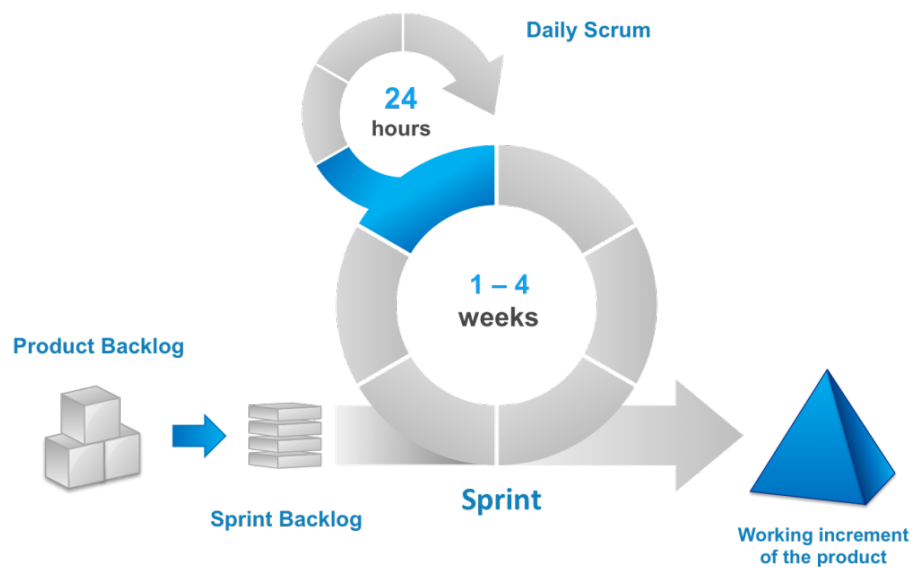 Daily Scrum
24
hours
1 – 4
weeks
Product Backlog
Sprint Backlog
Sprint
Working increment
of the product